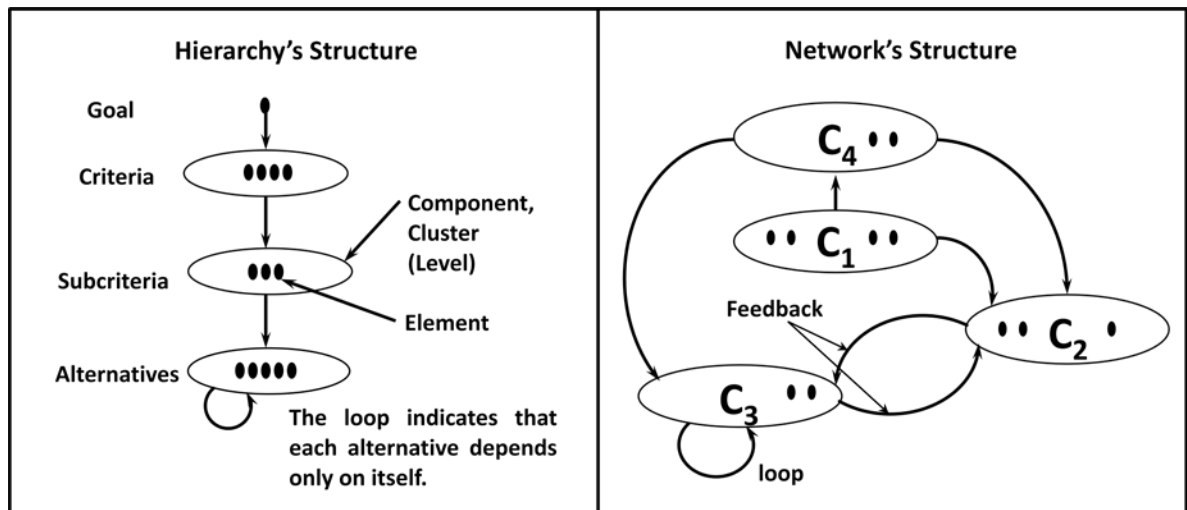 Hierarchy's Structure
Goal
Criteria
Component,
Cluster
(Level)
Subcriteria
Element
Alternatives
The loop indicates that
each alternative depends
only on itself.
Network's Structure
C4
C1
Feedback
C2
C3
loop